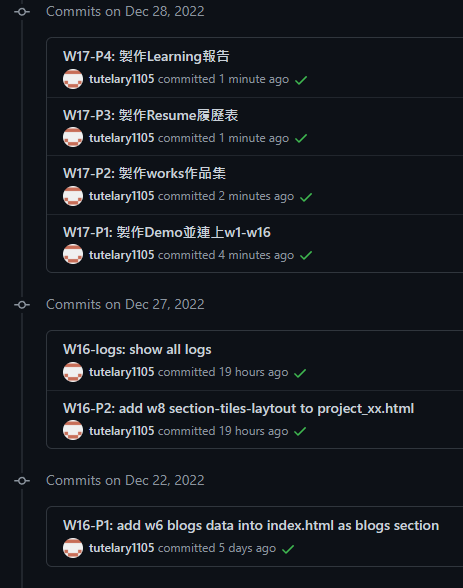 Commits on Dec 28, 2022
W17-P4: 製作Learning報告
tutelary1105 committed 1 minute ago
W17-P3: 製作Resume履歷表
tutelary1105 committed 1 minute ago
W17-P2: 製作works作品集
tutelary1105 committed 2 minutes ago
W17-P1: 製作Demo並連上w1-w16
tutelary1105 committed 4 minutes ago
Commits on Dec 27, 2022
W16-logs: show all logs
tutelary1105 committed 19 hours ago
W16-P2: add w8 section-tiles-laytout to project_xx.html
tutelary1105 committed 19 hours ago
Commits on Dec 22, 2022
W16-P1: add w6 blogs data into index.html as blogs section
tutelary1105 committed 5 days ago